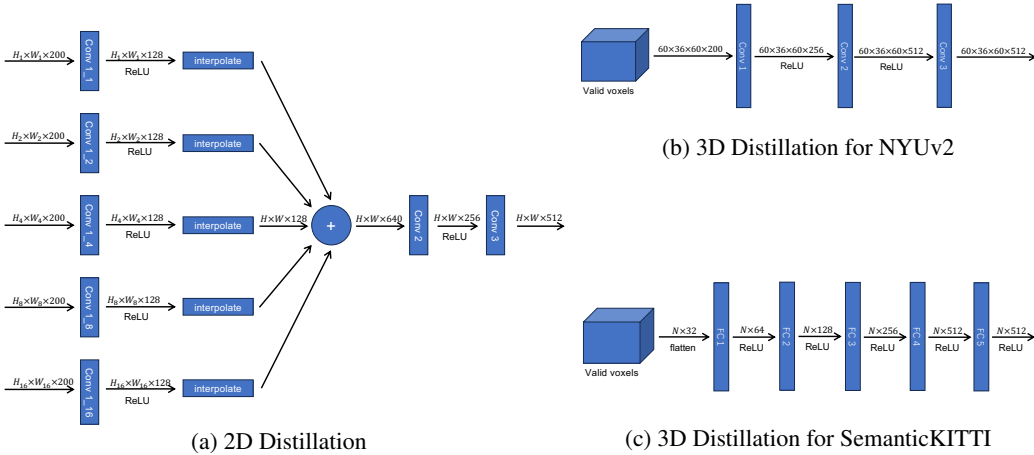 H₁×W₁×200
Conv 1_1
H₁×W₁×128
ReLU
interpolate
H₂×W₂×200
Conv 1_2
H₂×W₂×128
ReLU
interpolate
H₄×W₄×200
Conv 1_4
H₄×W₄×128
ReLU
interpolate
H×W×128
+
H×W×640
Conv 2
H×W×256
ReLU
Conv 3
H×W×512
H₈×W₈×200
Conv 1_8
H₈×W₈×128
ReLU
interpolate
H₁₆×W₁₆×200
Conv 1_16
H₁₆×W₁₆×128
ReLU
interpolate
(a) 2D Distillation
Valid voxels
60×36×60×200
Conv 1
60×36×60×256
ReLU
Conv 2
60×36×60×512
ReLU
Conv 3
60×36×60×512
(b) 3D Distillation for NYUv2
Valid voxels
N×32
flatten
FC 1
N×64
ReLU
FC 2
N×128
ReLU
FC 3
N×256
ReLU
FC 4
N×512
ReLU
FC 5
N×512
ReLU
(c) 3D Distillation for SemanticKITTI